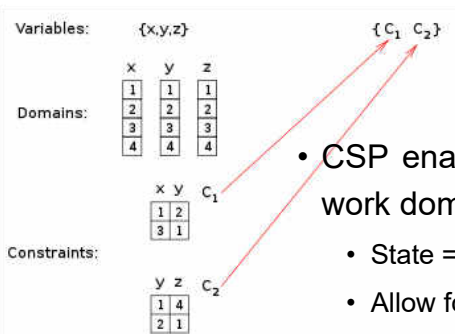 Variables: {x,y,z} { C1 C2}
x y z
1 1 1
2 2 2
Domains:
3 3 3
4 4 4
• CSP ena
work dom
x y C1
1 2
3 1
Constraints:
• State =
y z C2
• Allow fo
1 4
2 1